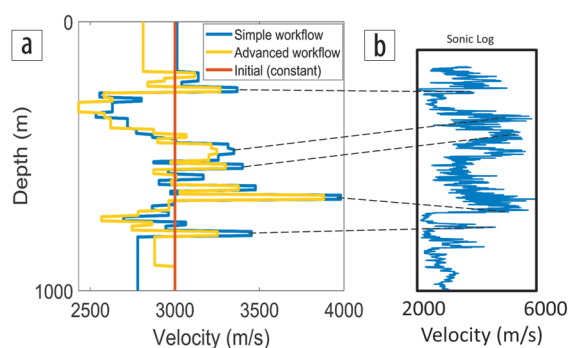 a
0
1000
Depth (m)
Simple workflow
Advanced workflow
Initial (constant)
2500
3000
3500
4000
Velocity (m/s)
b
Sonic Log
2000
6000
Velocity (m/s)